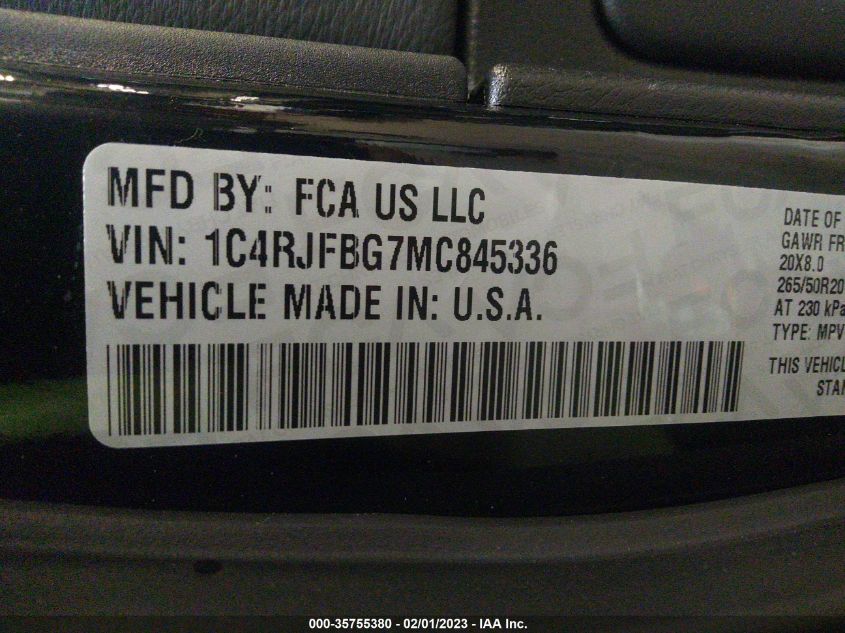 MFD BY: FCA US LLC
VIN: 1C4RJFBG7MC845336
VEHICLE MADE IN: U.S.A.
DATE OF
GAWR FR
20X8.0
265/50R20
AT 230 kPa
TYPE: MPV
THIS VEHICL
STAN
000-35755380 - 02/01/2023 - IAA Inc.